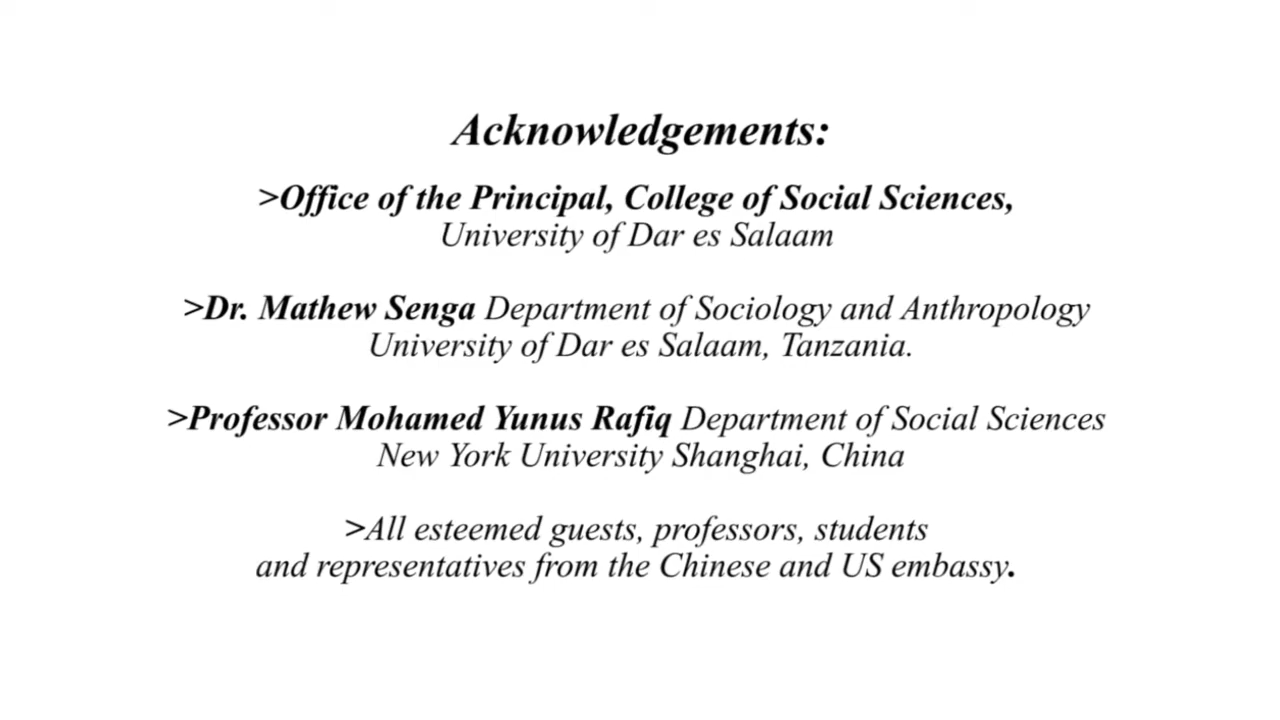 Acknowledgements:
>Office of the Principal, College of Social Sciences,
University of Dar es Salaam
>Dr. Mathew Senga Department of Sociology and Anthropology
University of Dar es Salaam, Tanzania.
>Professor Mohamed Yunus Rafiq Department of Social Sciences
New York University Shanghai, China
>All esteemed guests, professors, students
and representatives from the Chinese and US embassy.